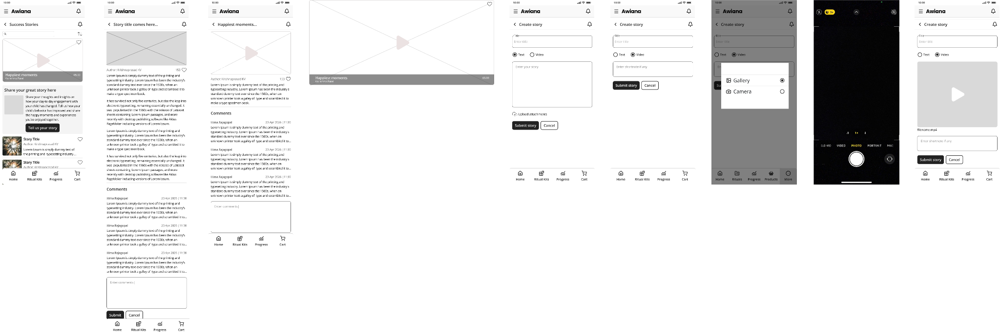 10:00
Awiana
Success Stories
Happiest moments
Karishma Patel
05:00
Share your great story here
Share your thoughts and insights on
how your day-to-day engagement with
your child has changed. Tell us how your
child's behavior has improved and share
the happy moments and experiences
you've enjoyed together.
Tell us your story
Story Title
Author: Krishnaprasad KV
Lorem Ipsum is simply dummy text of
the printing and typesetting industry....
Story Title
Author: Krishnaprasad KV
Home Ritual Kits Progress Cart
10:00
Awiana
Story title comes here...
Author: Krishnaprasad KV 153
Lorem Ipsum is simply dummy text of the printing and
typesetting industry. Lorem Ipsum has been the industry's
standard dummy text ever since the 1500s, when an
unknown printer took a galley of type and scrambled it to
make a type spec men book.
It has survived not only five centuries, but also the leap into
electronic typesetting, remaining essentially unchanged. It
was popularised in the 1960s with the release of Letraset
sheets containing Lorem Ipsum passages, and more
recently with desktop publishing software like Aldus
PageMaker including versions of Lorem Ipsum.
Lorem Ipsum is simply dummy text of the printing and
typesetting industry. Lorem Ipsum has been the industry's
standard dummy text ever since the 1500s, when an
unknown printer took a galley of type and scrambled it to
make a type specimen book.
It has survived not only five centuries, but also the leap into
electronic typesetting, remaining essentially unchanged. It
was popularised in the 1960s with the release of Letraset
sheets containing Lorem Ipsum passages, and more
recently with desktop publishing software like Aldus
PageMaker including versions of Lorem Ipsum.
Comments
Hima Rajagopal 23 Apr 2026 |11:30
Lorem Ipsum is simply dummy text of the printing and
typesetting industry. Lorem Ipsum has been the industry's
standard dummy text ever since the 1500s, when an
unknown printer took a galley of type and scrambled it to...
Hima Rajagopal 23 Apr 2026 |11:30
Lorem Ipsum is simply dummy text of the printing and
typesetting industry. Lorem Ipsum has been the industry's
standard dummy text ever since the 1500s, when an
unknown printer took a galley of type and scrambled it to...
Hima Rajagopal 23 Apr 2026 |11:30
Lorem Ipsum is simply dummy text of the printing and
typesetting industry. Lorem Ipsum has been the industry's
standard dummy text ever since the 1500s, when an
unknown printer took a galley of type and scrambled it to...
Enter comments|
Submit Cancel
Home Ritual Kits Progress Cart
10:00
Awiana
Happiest moments...
Author: Krishnaprasad KV 153
Lorem Ipsum is simply dummy text of the printing and
typesetting industry. Lorem Ipsum has been the industry's
standard dummy text ever since the 1500s, when an
unknown printer took a galley of type and scrambled it to
make a type specimen book.
Comments
Hima Rajagopal 23 Apr 2026 |11:30
Lorem Ipsum is simply dummy text of the printing and
typesetting industry. Lorem Ipsum has been the industry's
standard dummy text ever since the 1500s, when an
unknown printer took a galley of type and scrambled it to...
Hima Rajagopal 23 Apr 2026 |11:30
Lorem Ipsum is simply dummy text of the printing and
typesetting industry. Lorem Ipsum has been the industry's
standard dummy text ever since the 1500s, when an
unknown printer took a galley of type and scrambled it to...
Hima Rajagopal 23 Apr 2026 |11:30
Lorem Ipsum is simply dummy text of the printing and
typesetting industry. Lorem Ipsum has been the industry's
standard dummy text ever since the 1500s, when an
unknown printer took a galley of type and scrambled it to...
Enter comments|
Home Ritual Kits Progress Cart
Happiest moments
Karishma Patel
05:00
10:00
Awiana
Create story
Title
Enter title
Text Video
Enter your story
Upload attachments
Submit story Cancel
Home Ritual Kits Progress Cart
10:00
Awiana
Create story
Title
Enter title
Text Video
Enter shortnote if any
Submit story Cancel
Home Ritual Kits Progress Cart
10:00
Awiana
Create story
Title
Enter title
Text Video
Gallery
Camera
Su
Home Rituals Progress Products More
3s
.5 1× 2
SLO-MO VIDEO PHOTO PORTRAIT PANO
10:00
Awiana
Create story
Title
Enter title
Text Video
filename.mp4
Enter shortnote if any
Submit story Cancel
Home Ritual Kits Progress Cart